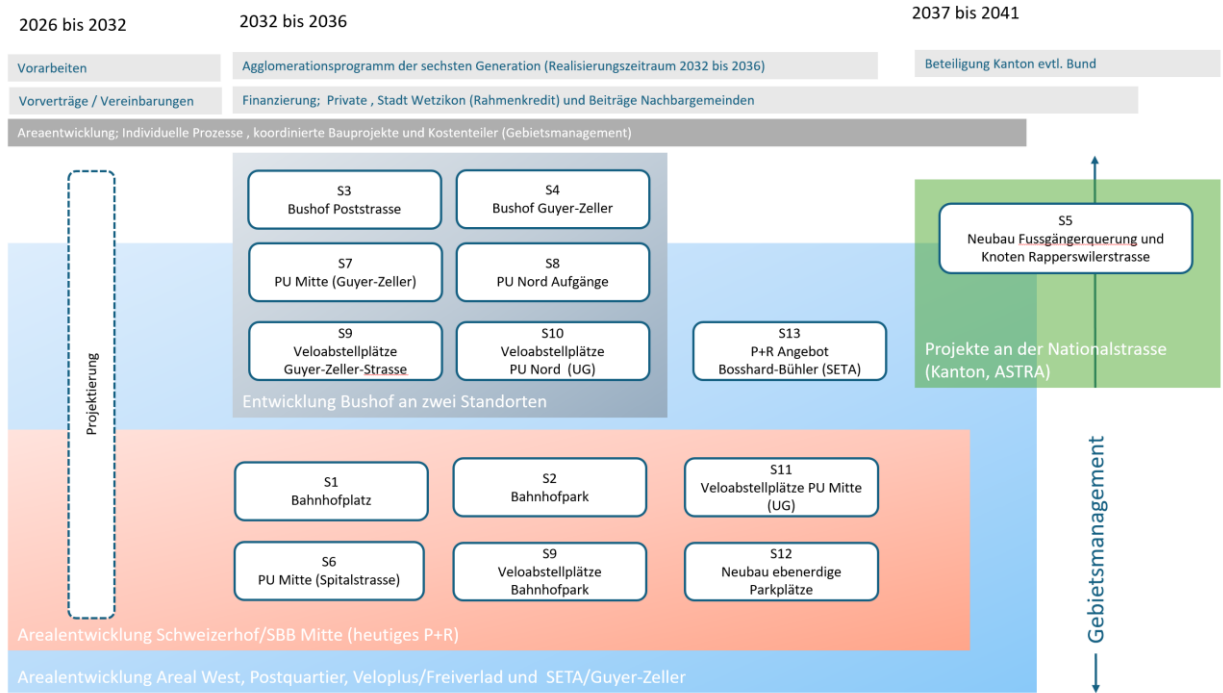 2026 bis 2032
2032 bis 2036
2037 bis 2041
Vorarbeiten
Agglomerationsprogramm der sechsten Generation (Realisierungszeitraum 2032 bis 2036)
Beteiligung Kanton evtl. Bund
Vorverträge / Vereinbarungen
Finanzierung; Private , Stadt Wetzikon (Rahmenkredit) und Beiträge Nachbargemeinden
Areaentwicklung; Individuelle Prozesse , koordinierte Bauprojekte und Kostenteiler (Gebietsmanagement)
Projektierung
S3
Bushof Poststrasse
S4
Bushof Guyer-Zeller
S7
PU Mitte (Guyer-Zeller)
S8
PU Nord Aufgänge
S9
Veloabstellplätze
Guyer-Zeller-Strasse
S10
Veloabstellplätze
PU Nord (UG)
Entwicklung Bushof an zwei Standorten
S13
P+R Angebot
Bosshard-Bühler (SETA)
S5
Neubau Fussgängerquerung und
Knoten Rapperswilerstrasse
Projekte an der Nationalstrasse
(Kanton, ASTRA)
S1
Bahnhofplatz
S2
Bahnhofpark
S11
Veloabstellplätze PU Mitte
(UG)
S6
PU Mitte (Spitalstrasse)
S9
Veloabstellplätze
Bahnhofpark
S12
Neubau ebenerdige
Parkplätze
Arealentwicklung Schweizerhof/SBB Mitte (heutiges P+R)
Arealentwicklung Areal West, Postquartier, Veloplus/Freiverlad und SETA/Guyer-Zeller
Gebietsmanagement